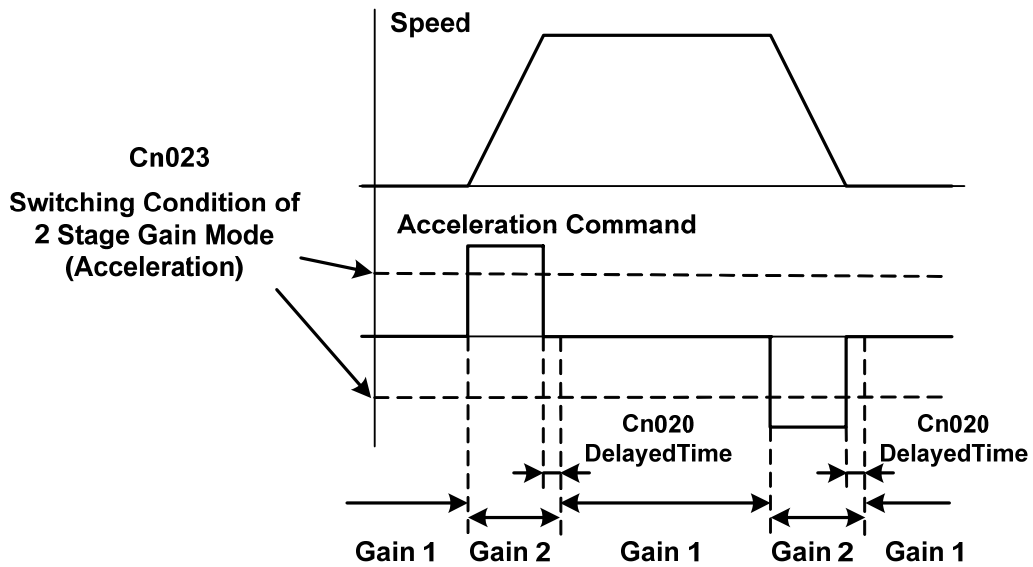 Speed
Cn023
Switching Condition of
2 Stage Gain Mode
(Acceleration)
Acceleration Command
Cn020
DelayedTime
Cn020
DelayedTime
Gain 1
Gain 2
Gain 1
Gain 2
Gain 1